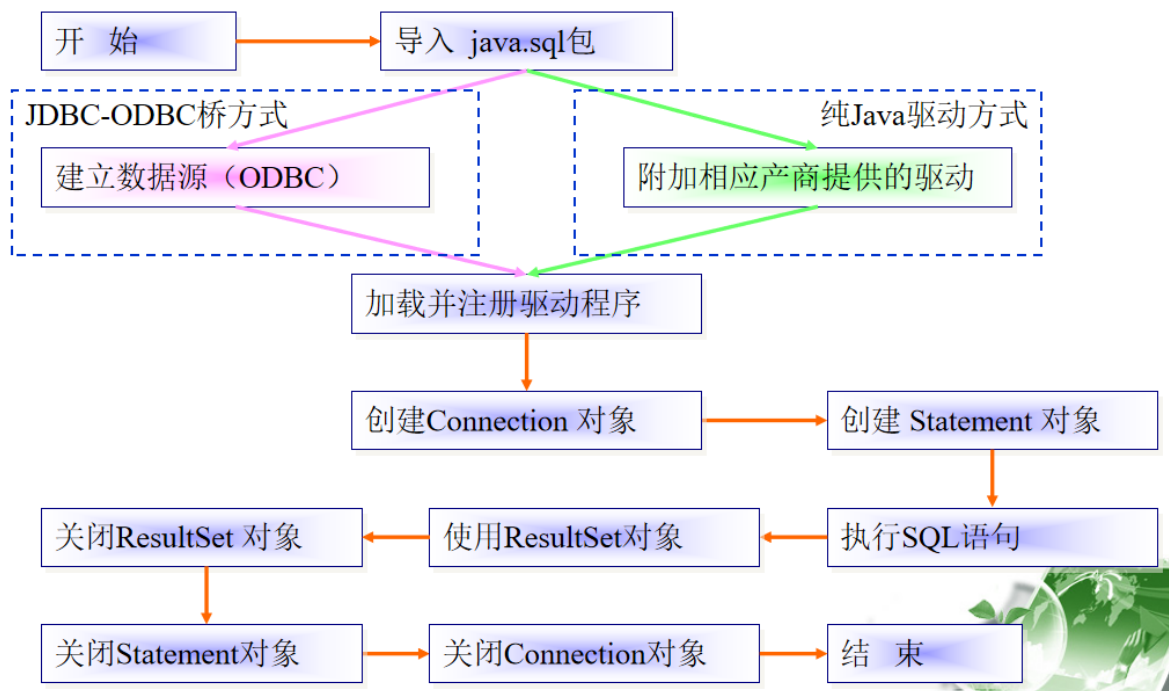 开 始
导入 java.sql包
JDBC-ODBC桥方式
纯Java驱动方式
建立数据源（ODBC）
附加相应产商提供的驱动
加载并注册驱动程序
创建Connection 对象
创建 Statement 对象
执行SQL语句
使用ResultSet对象
关闭ResultSet 对象
关闭Statement对象
关闭Connection对象
结 束